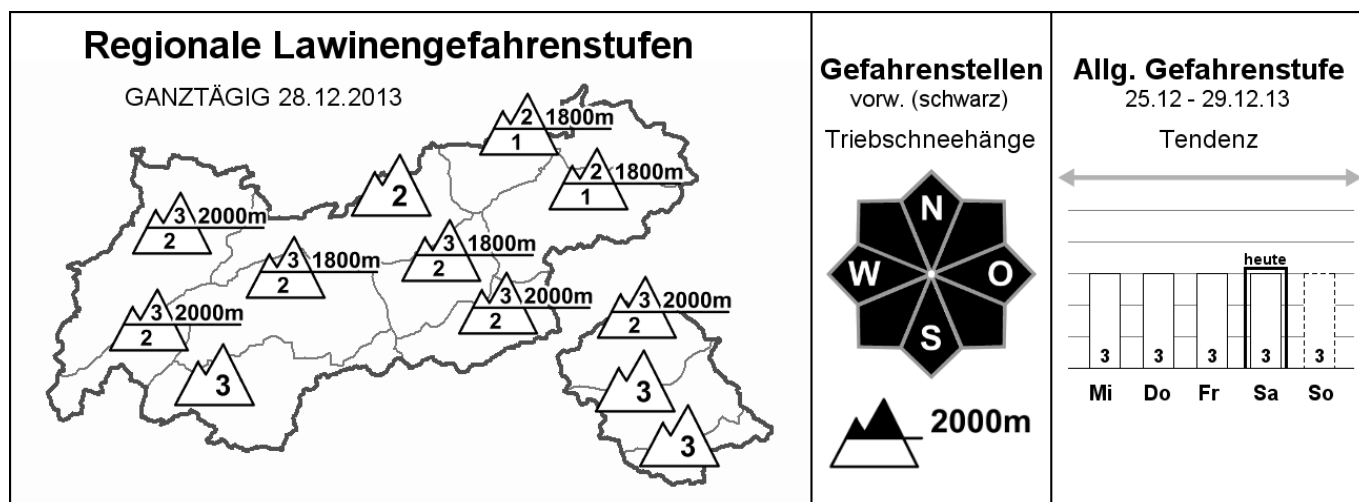 Regionale Lawinengefahrenstufen
GANZTÄGIG 28.12.2013
2 1800m
1
2 1800m
1
2
3 2000m
2
3 1800m
2
3 1800m
2
3 2000m
2
3 2000m
2
3 2000m
2
3
3
3
Gefahrenstellen
vorw. (schwarz)
Triebschneehänge
N
W O
S
2000m
Allg. Gefahrenstufe
25.12 - 29.12.13
Tendenz
heute
3 3 3 3 3
Mi Do Fr Sa So